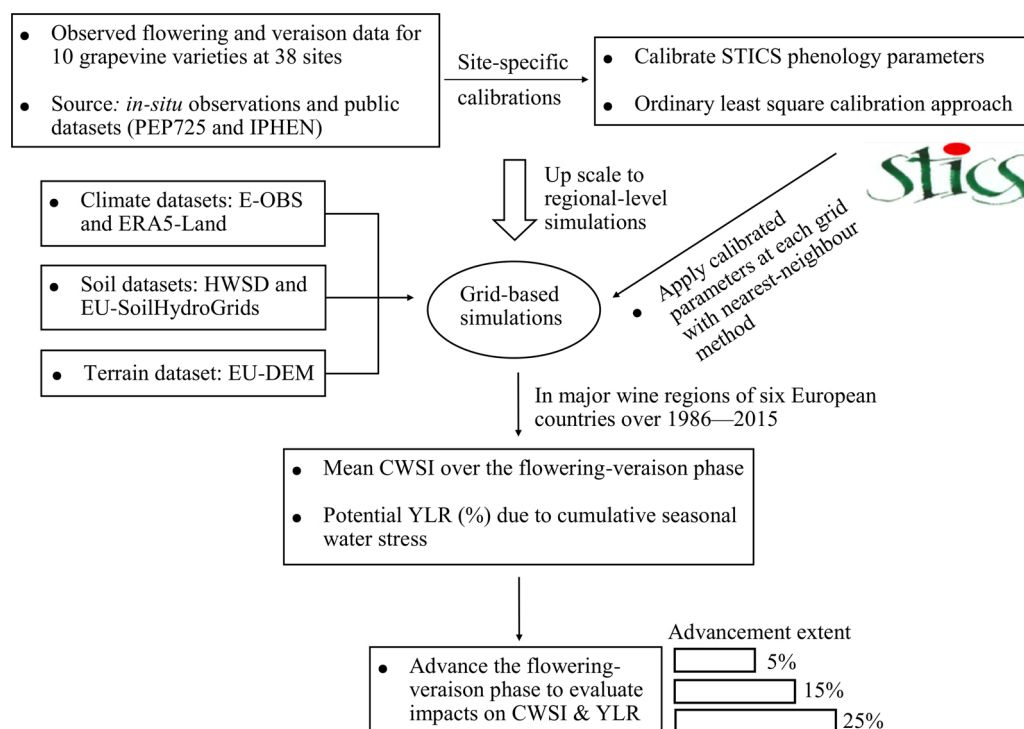 • Observed flowering and veraison data for
10 grapevine varieties at 38 sites
• Source: in-situ observations and public
datasets (PEP725 and IPHEN)
Site-specific
calibrations
• Calibrate STICS phenology parameters
• Ordinary least square calibration approach
stics
Up scale to
regional-level
simulations
• Apply calibrated
parameters at each grid
with nearest-neighbour
method
• Climate datasets: E-OBS
and ERA5-Land
• Soil datasets: HWSD and
EU-SoilHydroGrids
• Terrain dataset: EU-DEM
Grid-based
simulations
In major wine regions of six European
countries over 1986—2015
• Mean CWSI over the flowering-veraison phase
• Potential YLR (%) due to cumulative seasonal
water stress
• Advance the flowering-
veraison phase to evaluate
impacts on CWSI & YLR
Advancement extent
5%
15%
25%